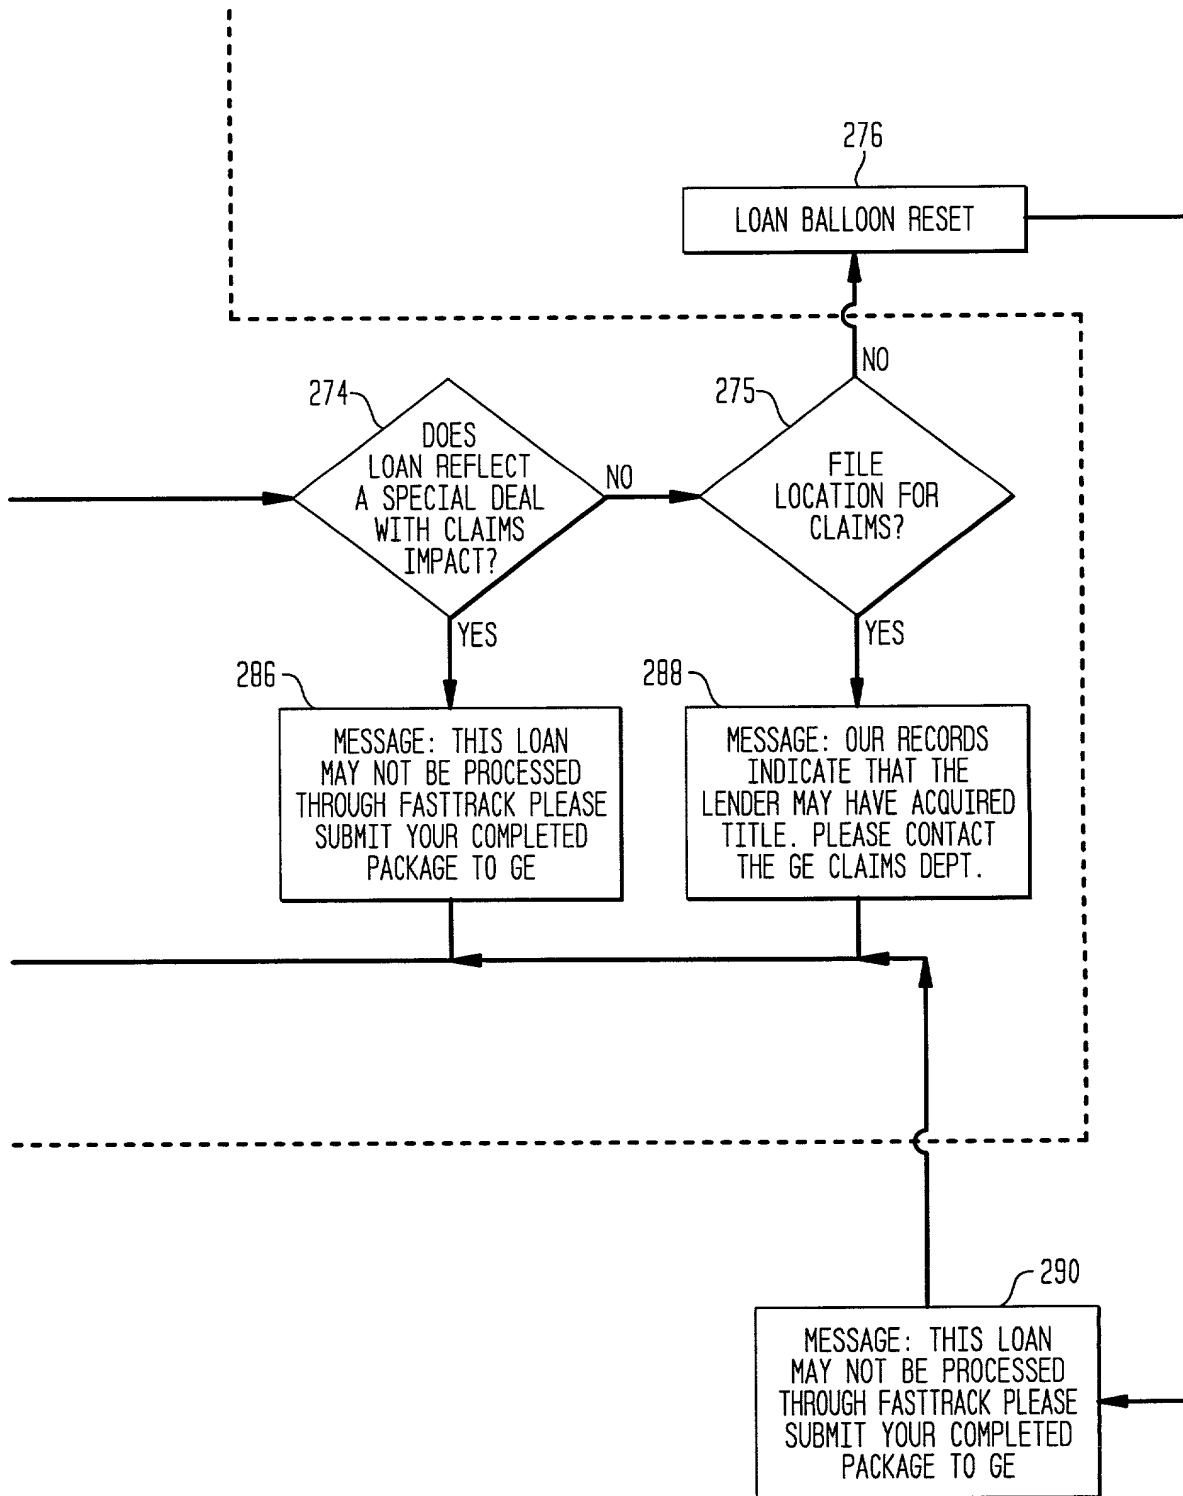 276
LOAN BALLOON RESET
NO
274
DOES
LOAN REFLECT
A SPECIAL DEAL
WITH CLAIMS
IMPACT?
NO
275
FILE
LOCATION FOR
CLAIMS?
YES
YES
286
MESSAGE: THIS LOAN
MAY NOT BE PROCESSED
THROUGH FASTTRACK PLEASE
SUBMIT YOUR COMPLETED
PACKAGE TO GE
288
MESSAGE: OUR RECORDS
INDICATE THAT THE
LENDER MAY HAVE ACQUIRED
TITLE. PLEASE CONTACT
THE GE CLAIMS DEPT.
290
MESSAGE: THIS LOAN
MAY NOT BE PROCESSED
THROUGH FASTTRACK PLEASE
SUBMIT YOUR COMPLETED
PACKAGE TO GE